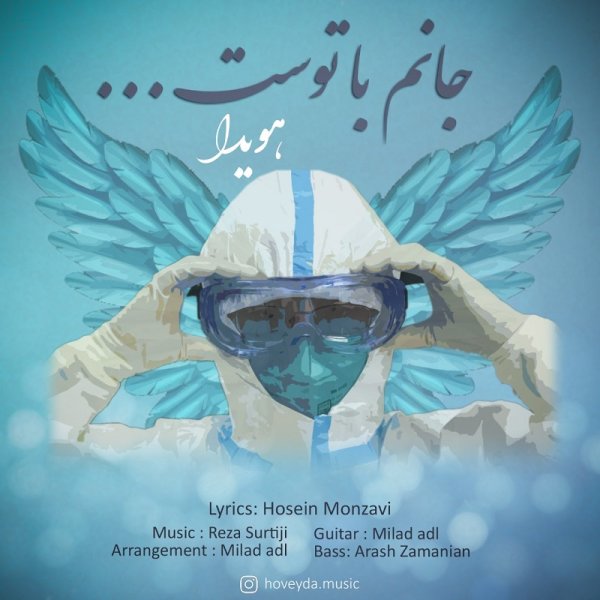 جانم با توست...
هویدا
Lyrics: Hosein Monzavi
Music : Reza Surtiji
Guitar : Milad adl
Arrangement : Milad adl
Bass: Arash Zamanian
hoveyda.music